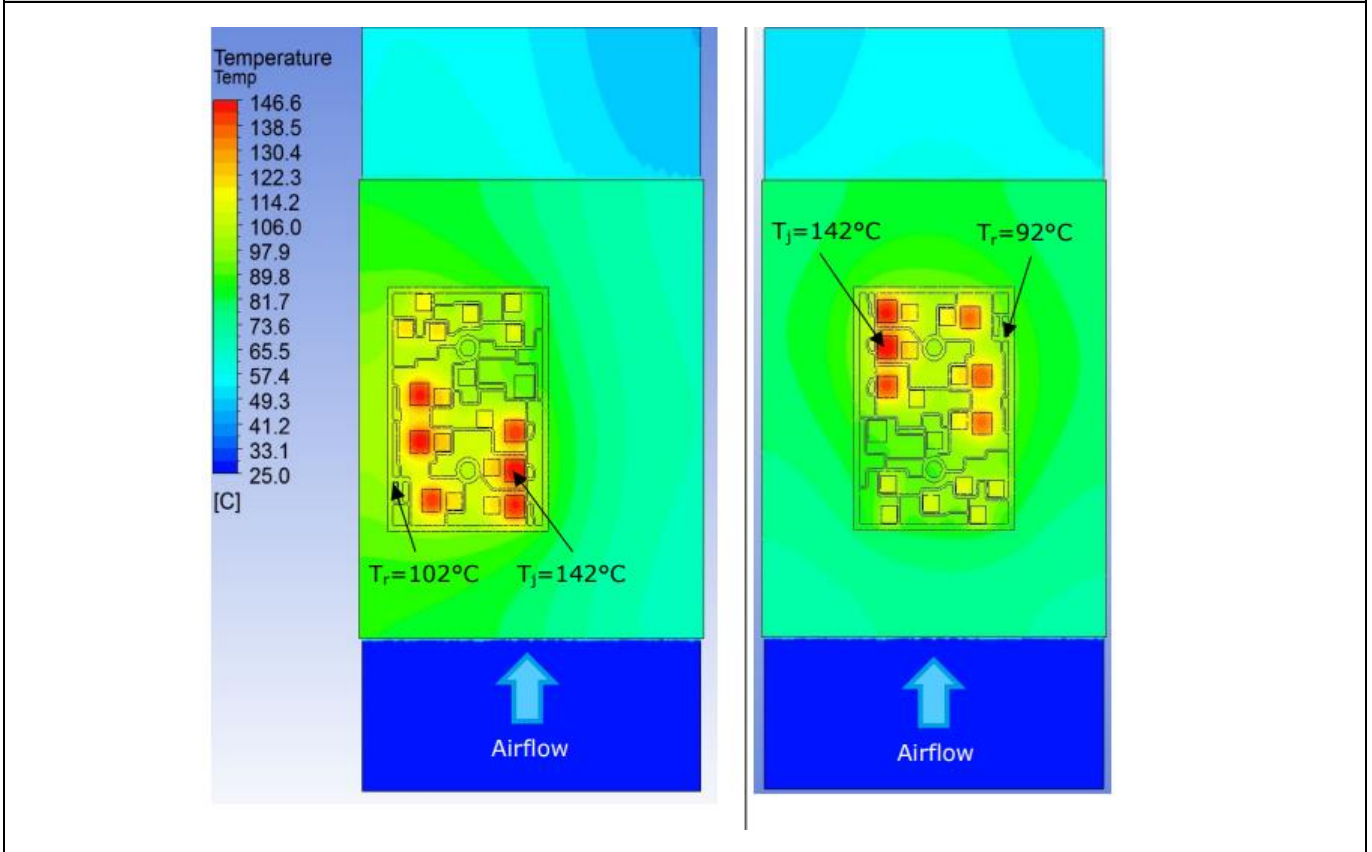 Temperature
Temp
146.6
138.5
130.4
122.3
114.2
106.0
97.9
89.8
81.7
73.6
65.5
57.4
49.3
41.2
33.1
25.0
[C]
Tr=102°C
Tj=142°C
Airflow
Tj=142°C
Tr=92°C
Airflow